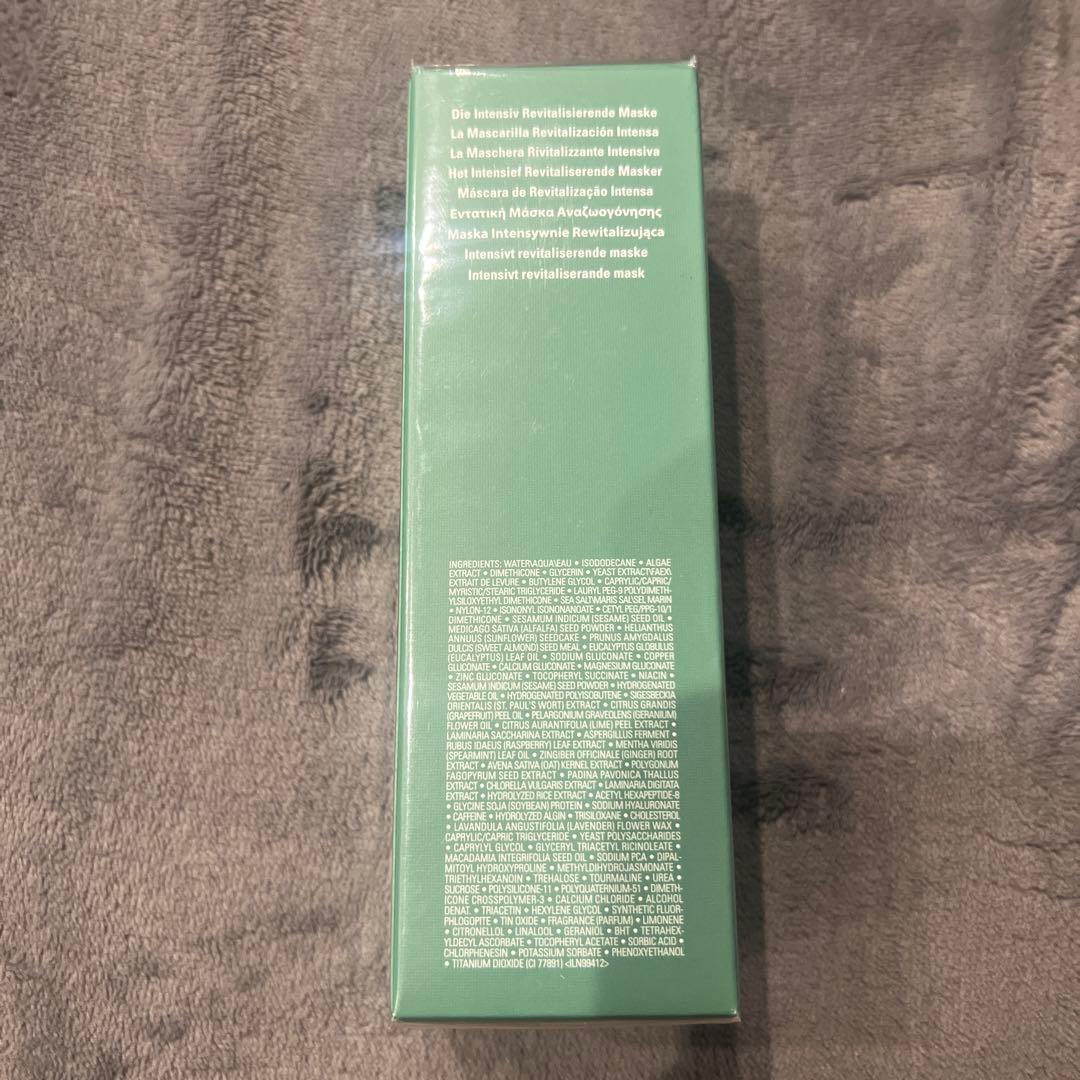 Die Intensiv Revitalisierende Maske
La Mascarilla Revitalización Intensa
La Maschera Rivitalizzante Intensiva
Het Intensief Revitaliserende Masker
Máscara de Revitalização Intensa
Εντατική Μάσκα Αναζωογόνησης
Maska Intensywnie Rewitalizująca
Intensivt revitaliserende maske
Intensivt revitaliserande mask
INGREDIENTS: WATER\AQUA\EAU • ISODODECANE • ALGAE
EXTRACT • DIMETHICONE • GLYCERIN • YEAST EXTRACT\FAEX\
EXTRAIT DE LEVURE • BUTYLENE GLYCOL • CAPRYLIC/CAPRIC/
MYRISTIC/STEARIC TRIGLYCERIDE • LAURYL PEG-9 POLYDIMETH-
YLSILOXYETHYL DIMETHICONE • SEA SALT\MARIS SAL\SEL MARIN
• NYLON-12 • ISONONYL ISONONANOATE • CETYL PEG/PPG-10/1
DIMETHICONE • SESAMUM INDICUM (SESAME) SEED OIL •
MEDICAGO SATIVA (ALFALFA) SEED POWDER • HELIANTHUS
ANNUUS (SUNFLOWER) SEEDCAKE • PRUNUS AMYGDALUS
DULCIS (SWEET ALMOND) SEED MEAL • EUCALYPTUS GLOBULUS
(EUCALYPTUS) LEAF OIL • SODIUM GLUCONATE • COPPER
GLUCONATE • CALCIUM GLUCONATE • MAGNESIUM GLUCONATE
• ZINC GLUCONATE • TOCOPHERYL SUCCINATE • NIACIN •
SESAMUM INDICUM (SESAME) SEED POWDER • HYDROGENATED
VEGETABLE OIL • HYDROGENATED POLYISOBUTENE • SIGESBECKIA
ORIENTALIS (ST. PAUL'S WORT) EXTRACT • CITRUS GRANDIS
(GRAPEFRUIT) PEEL OIL • PELARGONIUM GRAVEOLENS (GERANIUM)
FLOWER OIL • CITRUS AURANTIFOLIA (LIME) PEEL EXTRACT •
LAMINARIA SACCHARINA EXTRACT • ASPERGILLUS FERMENT •
RUBUS IDAEUS (RASPBERRY) LEAF EXTRACT • MENTHA VIRIDIS
(SPEARMINT) LEAF OIL • ZINGIBER OFFICINALE (GINGER) ROOT
EXTRACT • AVENA SATIVA (OAT) KERNEL EXTRACT • POLYGONUM
FAGOPYRUM SEED EXTRACT • PADINA PAVONICA THALLUS
EXTRACT • CHLORELLA VULGARIS EXTRACT • LAMINARIA DIGITATA
EXTRACT • HYDROLYZED RICE EXTRACT • ACETYL HEXAPEPTIDE-8
• GLYCINE SOJA (SOYBEAN) PROTEIN • SODIUM HYALURONATE
• CAFFEINE • HYDROLYZED ALGIN • TRISILOXANE • CHOLESTEROL
• LAVANDULA ANGUSTIFOLIA (LAVENDER) FLOWER WAX •
CAPRYLIC/CAPRIC TRIGLYCERIDE • YEAST POLYSACCHARIDES
• CAPRYLYL GLYCOL • GLYCERYL TRIACETYL RICINOLEATE •
MACADAMIA INTEGRIFOLIA SEED OIL • SODIUM PCA • DIPAL-
MITOYL HYDROXYPROLINE • METHYLDIHYDROJASMONATE •
TRIETHYLHEXANOIN • TREHALOSE • TOURMALINE • UREA •
SUCROSE • POLYSILICONE-11 • POLYQUATERNIUM-51 • DIMETH-
ICONE CROSSPOLYMER-3 • CALCIUM CHLORIDE • ALCOHOL
DENAT. • TRIACETIN • HEXYLENE GLYCOL • SYNTHETIC FLUOR-
PHLOGOPITE • TIN OXIDE • FRAGRANCE (PARFUM) • LIMONENE
• CITRONELLOL • LINALOOL • GERANIOL • BHT • TETRAHEX-
YLDECYL ASCORBATE • TOCOPHERYL ACETATE • SORBIC ACID •
CHLORPHENESIN • POTASSIUM SORBATE • PHENOXYETHANOL
• TITANIUM DIOXIDE (CI 77891) <ILN99412>